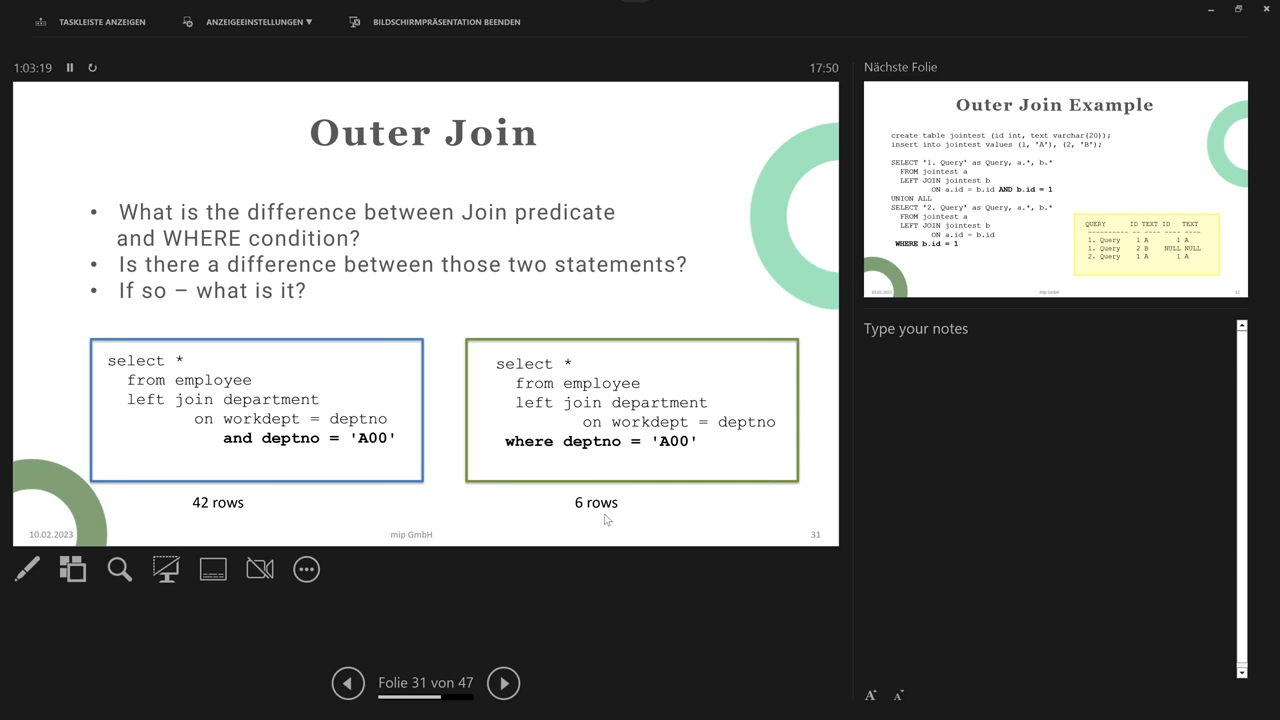 TASKLEISTE ANZEIGEN
ANZEIGEEINSTELLUNGEN ▼
BILDSCHIRMPRÄSENTATION BEENDEN
1:03:19
17:50
Outer Join
• What is the difference between Join predicate
and WHERE condition?
• Is there a difference between those two statements?
• If so – what is it?
select *
from employee
left join department
on workdept = deptno
and deptno = 'A00'
42 rows
select *
from employee
left join department
on workdept = deptno
where deptno = 'A00'
6 rows
10.02.2023
mip GmbH
31
Folie 31 von 47
Nächste Folie
Outer Join Example
create table jointest (id int, text varchar(20));
insert into jointest values (1, 'A'), (2, 'B');
SELECT '1. Query' as Query, a.*, b.*
FROM jointest a
LEFT JOIN jointest b
ON a.id = b.id AND b.id = 1
UNION ALL
SELECT '2. Query' as Query, a.*, b.*
FROM jointest a
LEFT JOIN jointest b
ON a.id = b.id
WHERE b.id = 1
QUERY ID TEXT ID TEXT
----------- -- ---- ---- ----
1. Query 1 A 1 A
1. Query 2 B NULL NULL
2. Query 1 A 1 A
10.02.2023
mip GmbH
Type your notes
A A